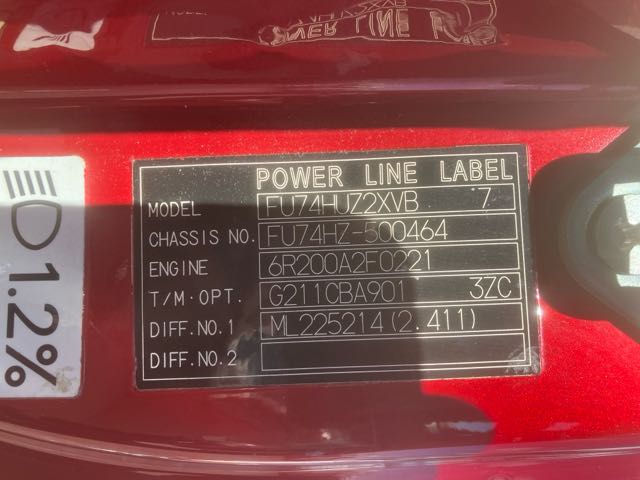 POWER LINE LABEL
MODEL FU74HUZ2XVB 7
CHASSIS NO. FU74HZ-500464
ENGINE 6R200A2F0221
T/M·OPT. G211CBA901 3ZC
DIFF.NO.1 ML225214(2.411)
DIFF.NO.2
1.2%